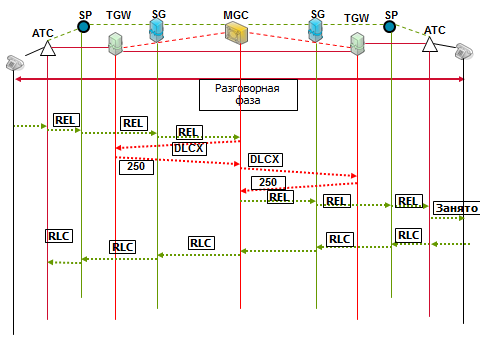 SP TGW SG MGC SG TGW SP
АТС АТС
Разговорная
фаза
REL
REL
REL
DLCX
250
DLCX
250
REL
REL
REL
Занято
RLC
RLC
RLC
RLC
RLC